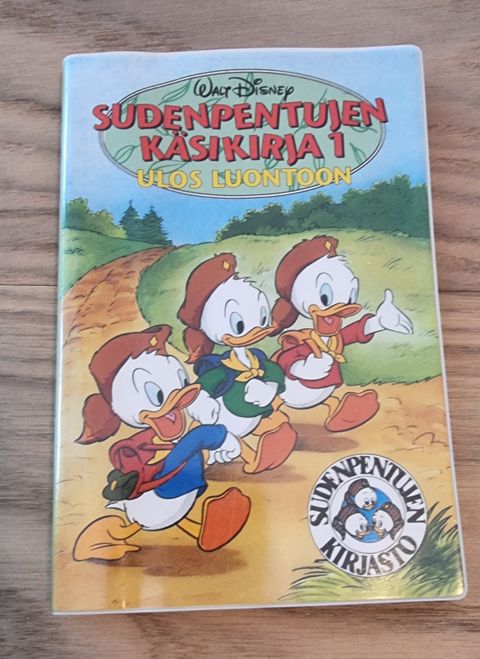 WALT DISNEY
SUDENPENTUJEN
KÄSIKIRJA 1
ULOS LUONTOON
SUDENPENTUJEN
KIRJASTO